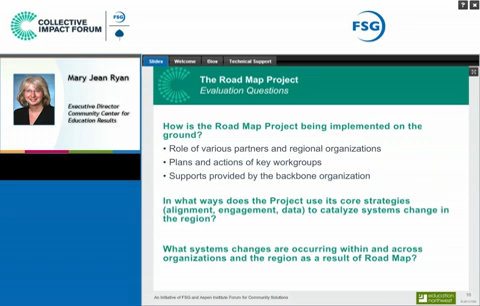 COLLECTIVE
IMPACT FORUM
FSG
FSG
Mary Jean Ryan
Executive Director
Community Center for
Education Results
Slides
Welcome
Bios
Technical Support
The Road Map Project
Evaluation Questions
How is the Road Map Project being implemented on the
ground?
• Role of various partners and regional organizations
• Plans and actions of key workgroups
• Supports provided by the backbone organization
In what ways does the Project use its core strategies
(alignment, engagement, data) to catalyze systems change in
the region?
What systems changes are occurring within and across
organizations and the region as a result of Road Map?
An Initiative of FSG and Aspen Institute Forum for Community Solutions
education
northwest